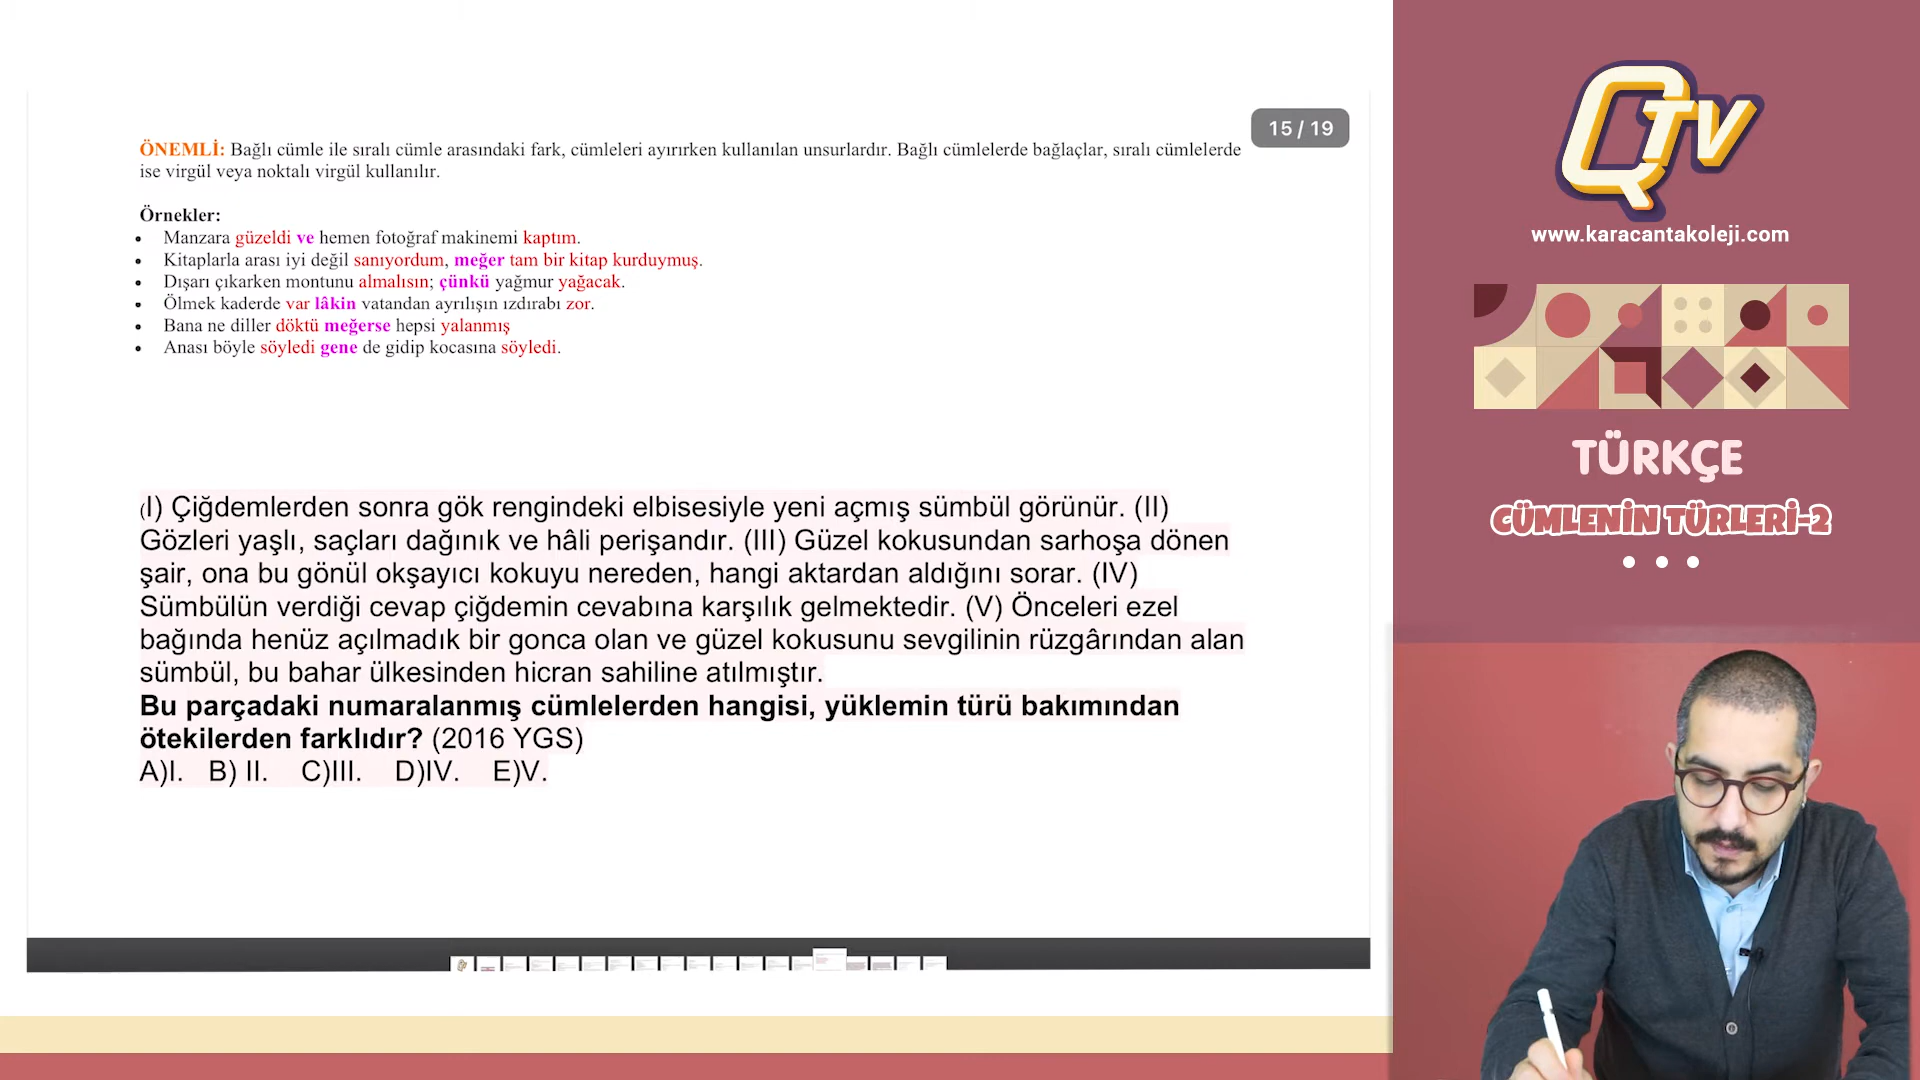 15 / 19
ÖNEMLİ: Bağlı cümle ile sıralı cümle arasındaki fark, cümleleri ayırırken kullanılan unsurlardır. Bağlı cümlelerde bağlaçlar, sıralı cümlelerde
ise virgül veya noktalı virgül kullanılır.
Örnekler:
• Manzara güzeldi ve hemen fotoğraf makinemi kaptım.
• Kitaplarla arası iyi değil sanıyordum, meğer tam bir kitap kurduymuş.
• Dışarı çıkarken montunu almalısın; çünkü yağmur yağacak.
• Ölmek kaderde var lâkin vatandan ayrılışın ızdırabı zor.
• Bana ne diller döktü meğerse hepsi yalanmış
• Anası böyle söyledi gene de gidip kocasına söyledi.
(I) Çiğdemlerden sonra gök rengindeki elbisesiyle yeni açmış sümbül görünür. (II)
Gözleri yaşlı, saçları dağınık ve hâli perişandır. (III) Güzel kokusundan sarhoşa dönen
şair, ona bu gönül okşayıcı kokuyu nereden, hangi aktardan aldığını sorar. (IV)
Sümbülün verdiği cevap çiğdemin cevabına karşılık gelmektedir. (V) Önceleri ezel
bağında henüz açılmadık bir gonca olan ve güzel kokusunu sevgilinin rüzgârından alan
sümbül, bu bahar ülkesinden hicran sahiline atılmıştır.
Bu parçadaki numaralanmış cümlelerden hangisi, yüklemin türü bakımından
ötekilerden farklıdır? (2016 YGS)
A)I. B) II. C)III. D)IV. E)V.
QTV
www.karacantakoleji.com
TÜRKÇE
CÜMLENİN TÜRLERİ-2